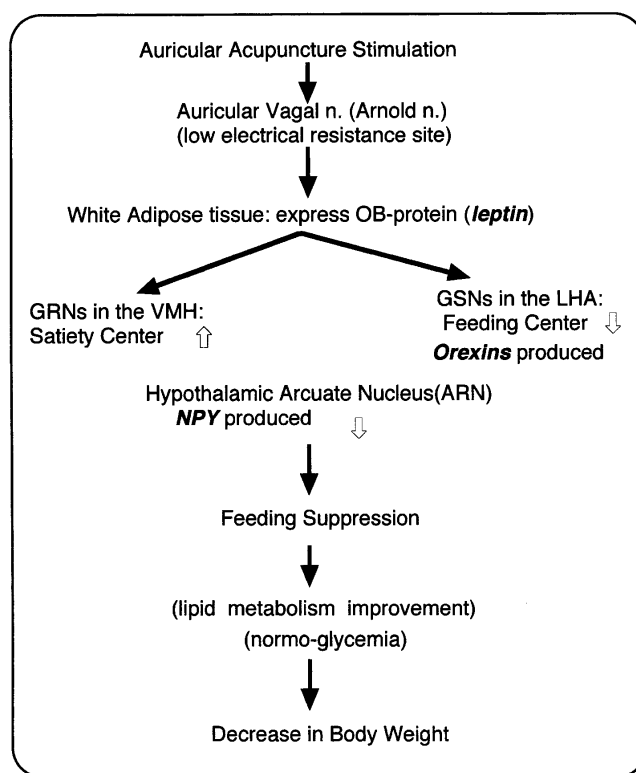 Auricular Acupuncture Stimulation
Auricular Vagal n. (Arnold n.)
(low electrical resistance site)
White Adipose tissue: express OB-protein (leptin)
GRNs in the VMH:
Satiety Center
GSNs in the LHA:
Feeding Center
Orexins produced
Hypothalamic Arcuate Nucleus(ARN)
NPY produced
Feeding Suppression
(lipid metabolism improvement)
(normo-glycemia)
Decrease in Body Weight